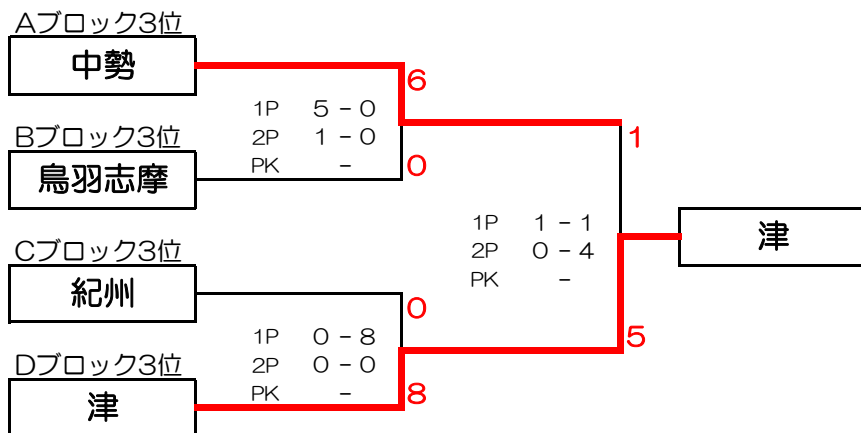 Aブロック3位
中勢
6
1P 5－0
2P 1－0
PK －
Bブロック3位
鳥羽志摩
0
1
1P 1－1
2P 0－4
PK －
津
Cブロック3位
紀州
0
1P 0－8
2P 0－0
PK －
5
Dブロック3位
津
8